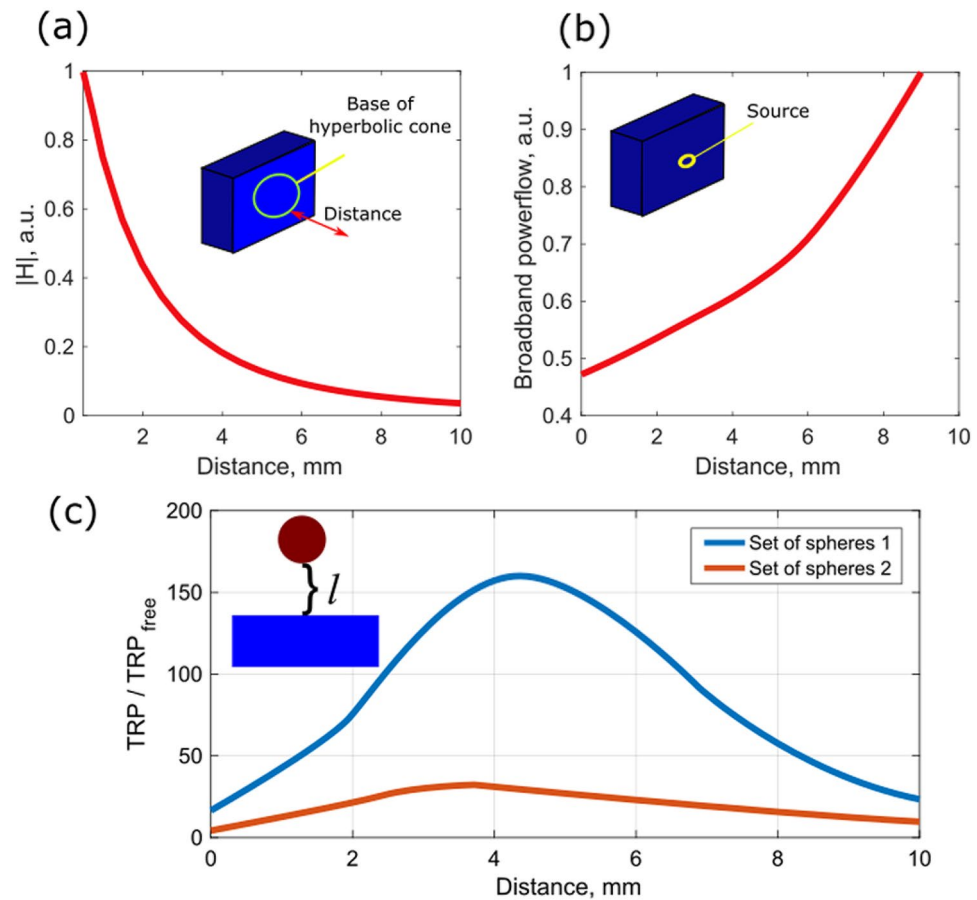 (a)
|H|, a.u.
1
0.8
0.6
0.4
0.2
0
2
4
6
8
10
Distance, mm
Base of
hyperbolic cone
Distance
(b)
Broadband powerflow, a.u.
1
0.9
0.8
0.7
0.6
0.5
0.4
0
2
4
6
8
10
Distance, mm
Source
(c)
TRP / TRP free
200
150
100
50
0
0
2
4
6
8
10
Distance, mm
} l
Set of spheres 1
Set of spheres 2